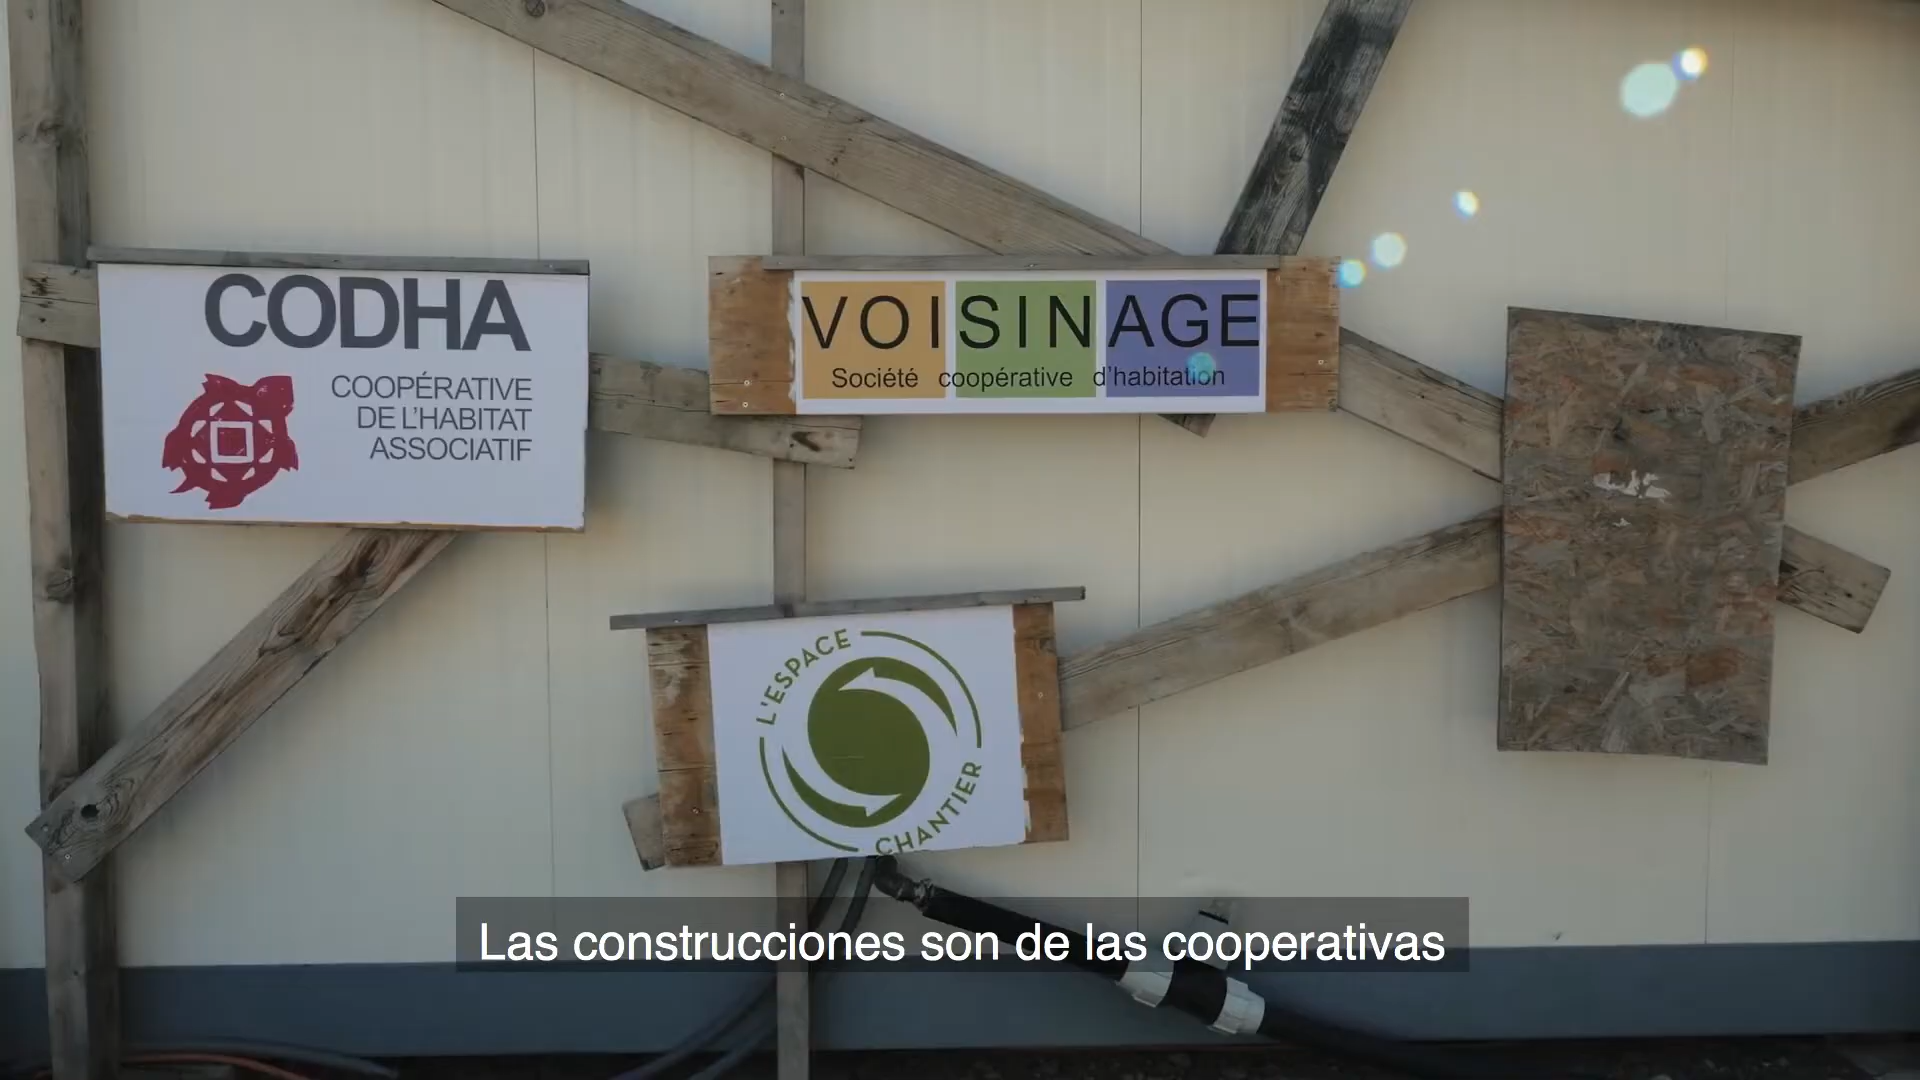 CODHA
COOPÉRATIVE
DE L'HABITAT
ASSOCIATIF
VOISINAGE
Société coopérative d'habitation
L'ESPACE
CHANTIER
Las construcciones son de las cooperativas